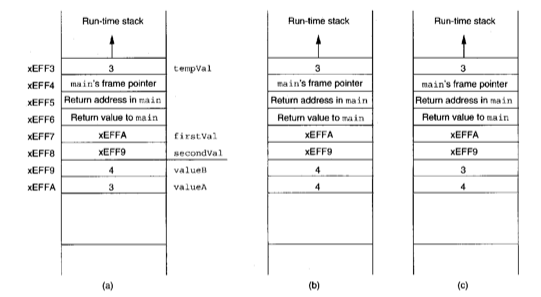 Run-time stack Run-time stack Run-time stack
xEFF3 3 tempVal 3 3
xEFF4 main's frame pointer main's frame pointer main's frame pointer
xEFF5 Return address in main Return address in main Return address in main
xEFF6 Return value to main Return value to main Return value to main
xEFF7 xEFFA firstVal xEFFA xEFFA
xEFF8 xEFF9 secondVal xEFF9 xEFF9
xEFF9 4 valueB 4 3
xEFFA 3 valueA 4 4
(a) (b) (c)